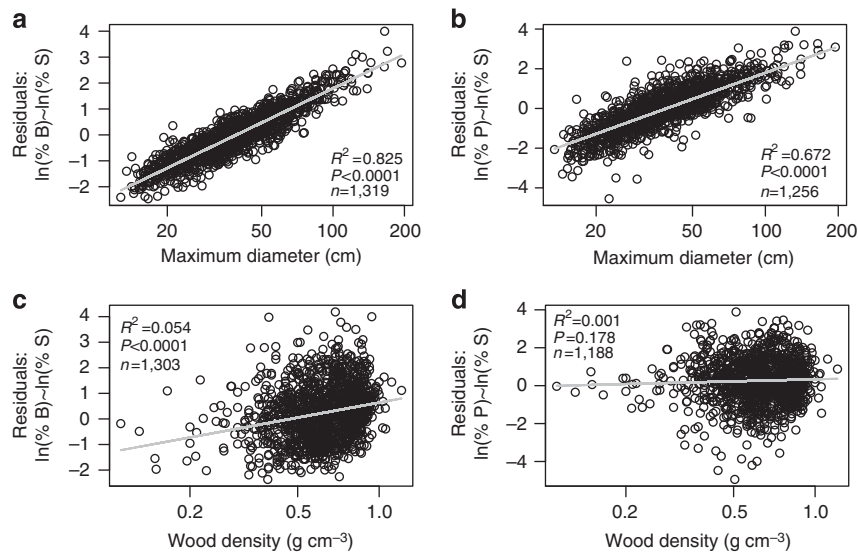 a
Residuals:
ln(% B)~ln(% S)
4
3
2
1
0
−1
−2
R²=0.825
P<0.0001
n=1,319
20
50
100
200
Maximum diameter (cm)
b
Residuals:
ln(% P)~ln(% S)
4
2
0
−2
−4
R²=0.672
P<0.0001
n=1,256
20
50
100
200
Maximum diameter (cm)
c
Residuals:
ln(% B)~ln(% S)
4
3
2
1
0
−1
−2
R²=0.054
P<0.0001
n=1,303
0.2
0.5
1.0
Wood density (g cm⁻³)
d
Residuals:
ln(% P)~ln(% S)
4
2
0
−2
−4
R²=0.001
P=0.178
n=1,188
0.2
0.5
1.0
Wood density (g cm⁻³)